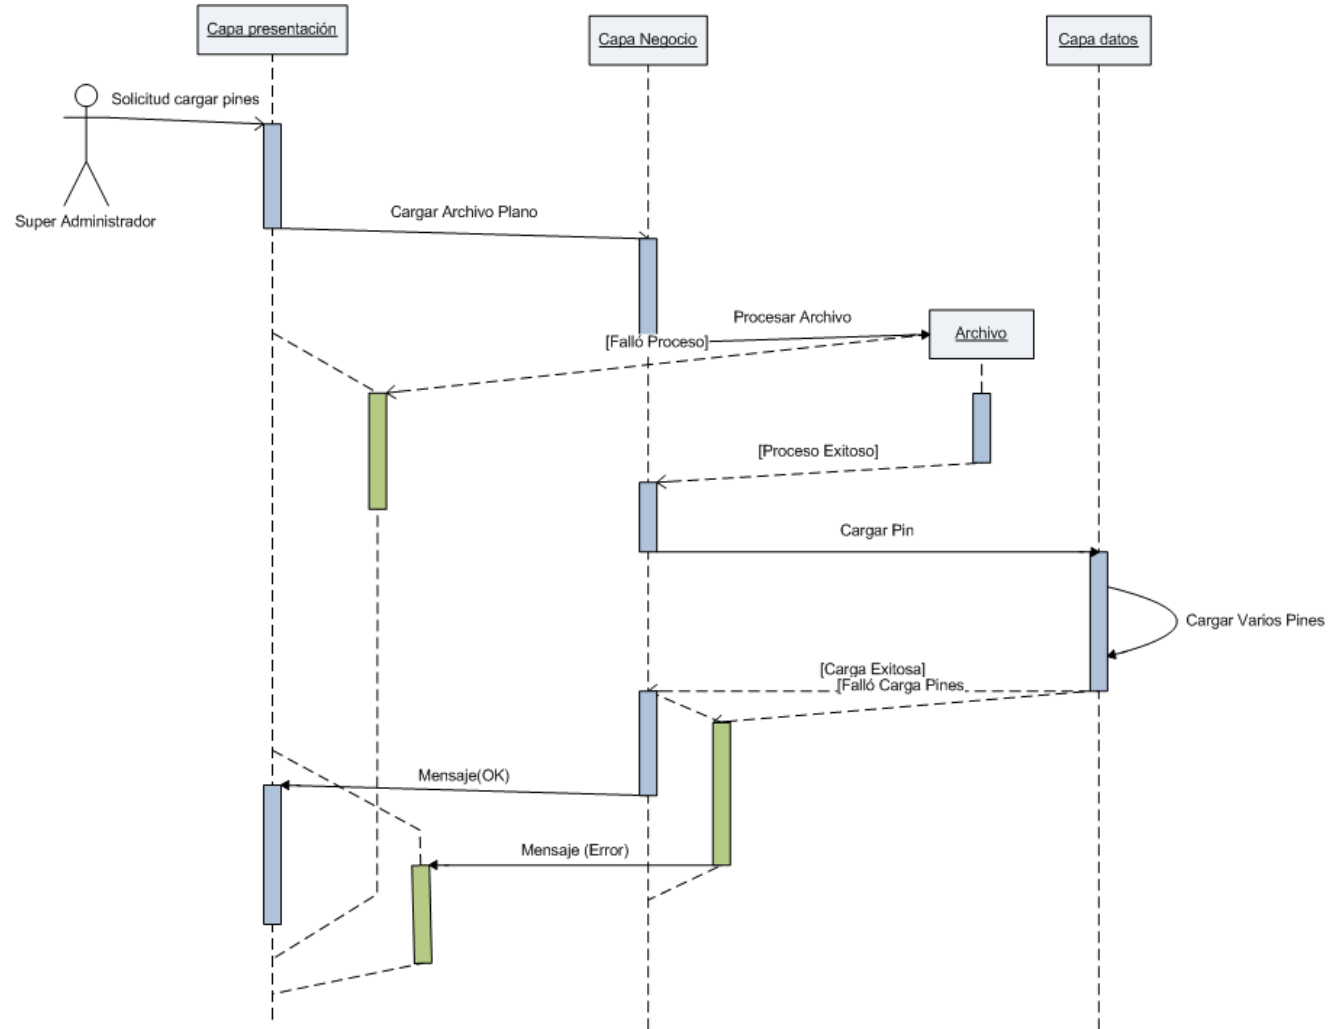 Capa presentación
Capa Negocio
Capa datos
Solicitud cargar pines
Super Administrador
Cargar Archivo Plano
Procesar Archivo
[Falló Proceso]
Archivo
[Proceso Exitoso]
Cargar Pin
Cargar Varios Pines
[Carga Exitosa]
[Falló Carga Pines
Mensaje(OK)
Mensaje (Error)